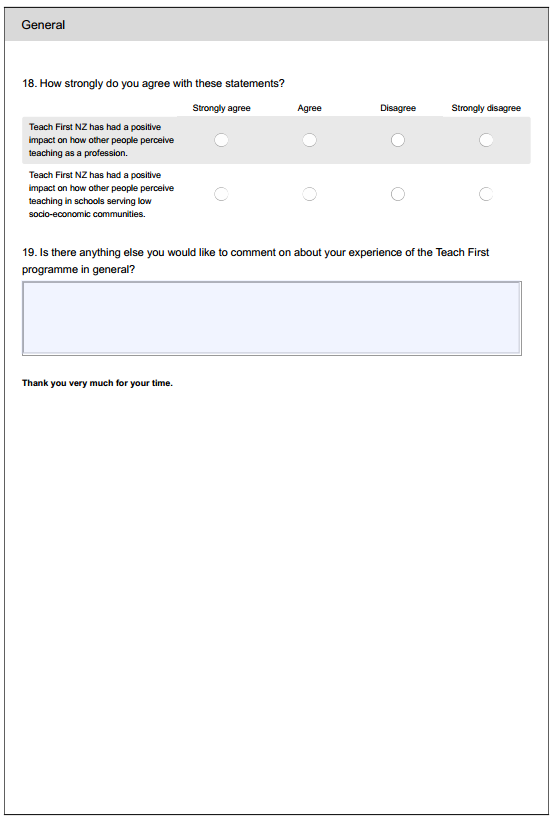 General
18. How strongly do you agree with these statements?
Strongly agree Agree Disagree Strongly disagree
Teach First NZ has had a positive
impact on how other people perceive
teaching as a profession.
Teach First NZ has had a positive
impact on how other people perceive
teaching in schools serving low
socio-economic communities.
19. Is there anything else you would like to comment on about your experience of the Teach First
programme in general?
Thank you very much for your time.